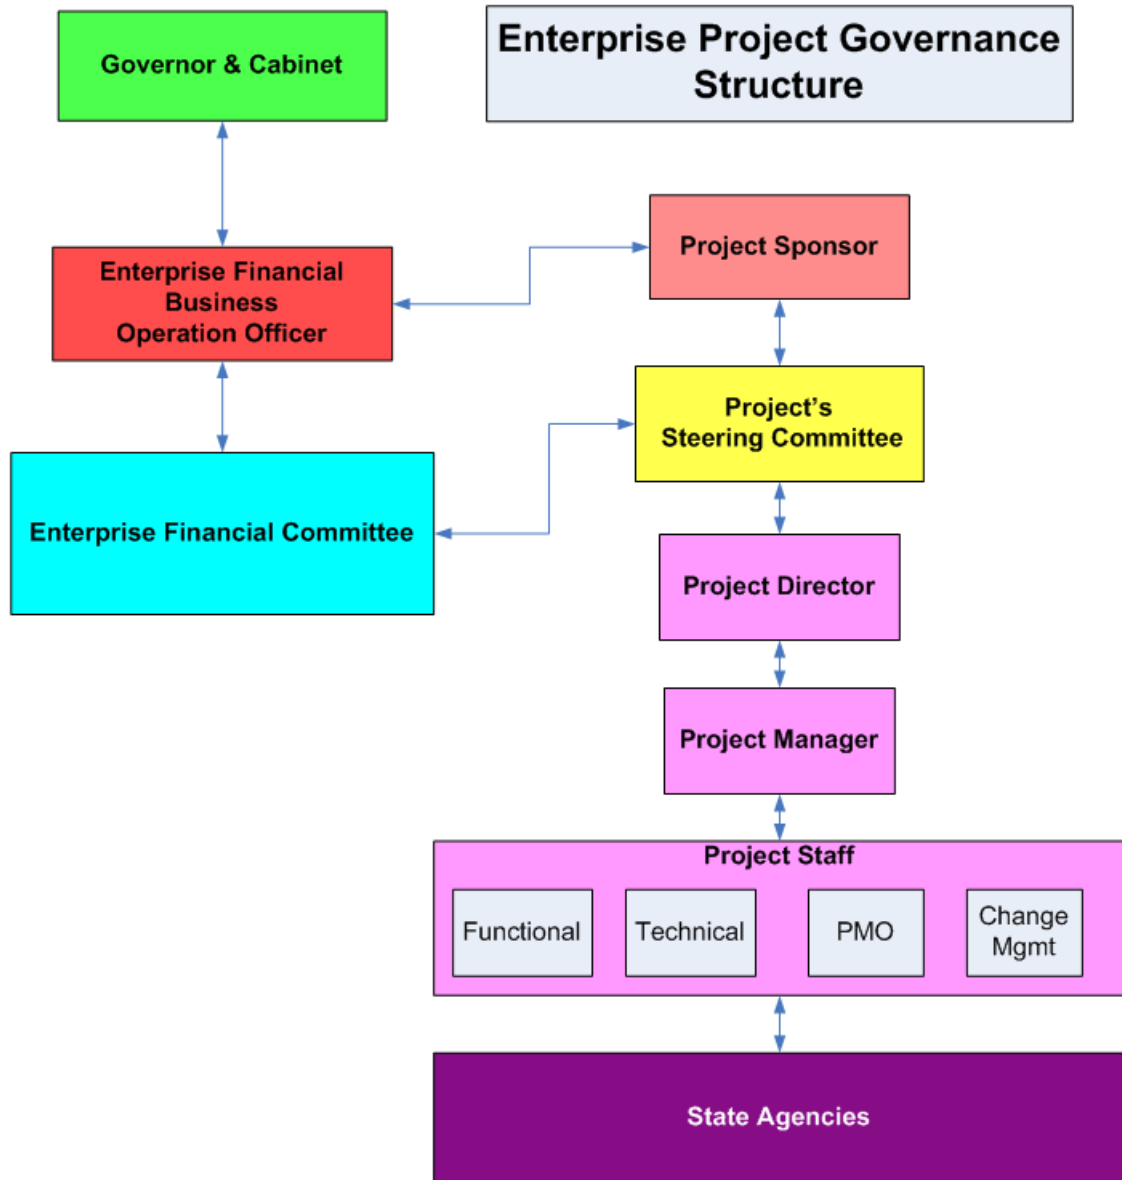 Governor & Cabinet
Enterprise Project Governance
Structure
Project Sponsor
Enterprise Financial
Business
Operation Officer
Project's
Steering Committee
Enterprise Financial Committee
Project Director
Project Manager
Project Staff
Functional
Technical
PMO
Change
Mgmt
State Agencies